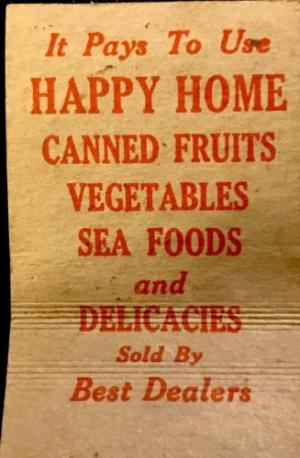 It Pays To Use
HAPPY HOME
CANNED FRUITS
VEGETABLES
SEA FOODS
and
DELICACIES
Sold By
Best Dealers